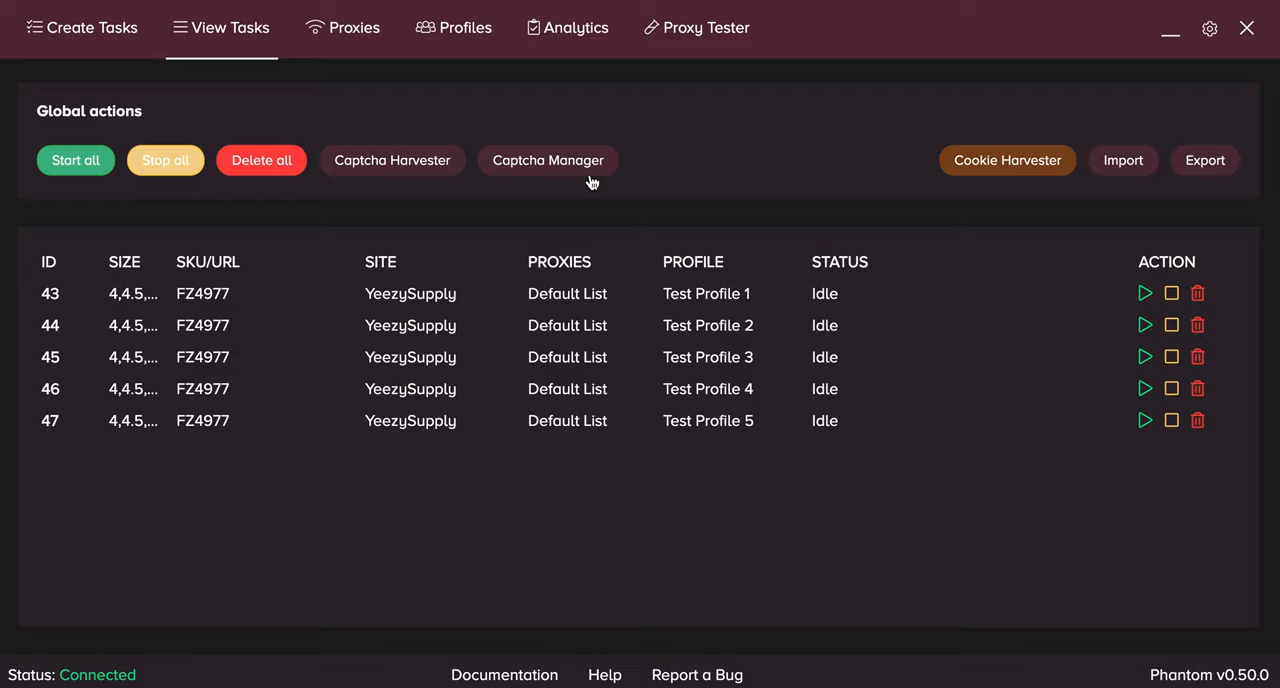 Create Tasks View Tasks Proxies Profiles Analytics Proxy Tester
Global actions
Start all Stop all Delete all Captcha Harvester Captcha Manager Cookie Harvester Import Export
ID SIZE SKU/URL SITE PROXIES PROFILE STATUS ACTION
43 4,4.5,... FZ4977 YeezySupply Default List Test Profile 1 Idle
44 4,4.5,... FZ4977 YeezySupply Default List Test Profile 2 Idle
45 4,4.5,... FZ4977 YeezySupply Default List Test Profile 3 Idle
46 4,4.5,... FZ4977 YeezySupply Default List Test Profile 4 Idle
47 4,4.5,... FZ4977 YeezySupply Default List Test Profile 5 Idle
Status: Connected Documentation Help Report a Bug Phantom v0.50.0